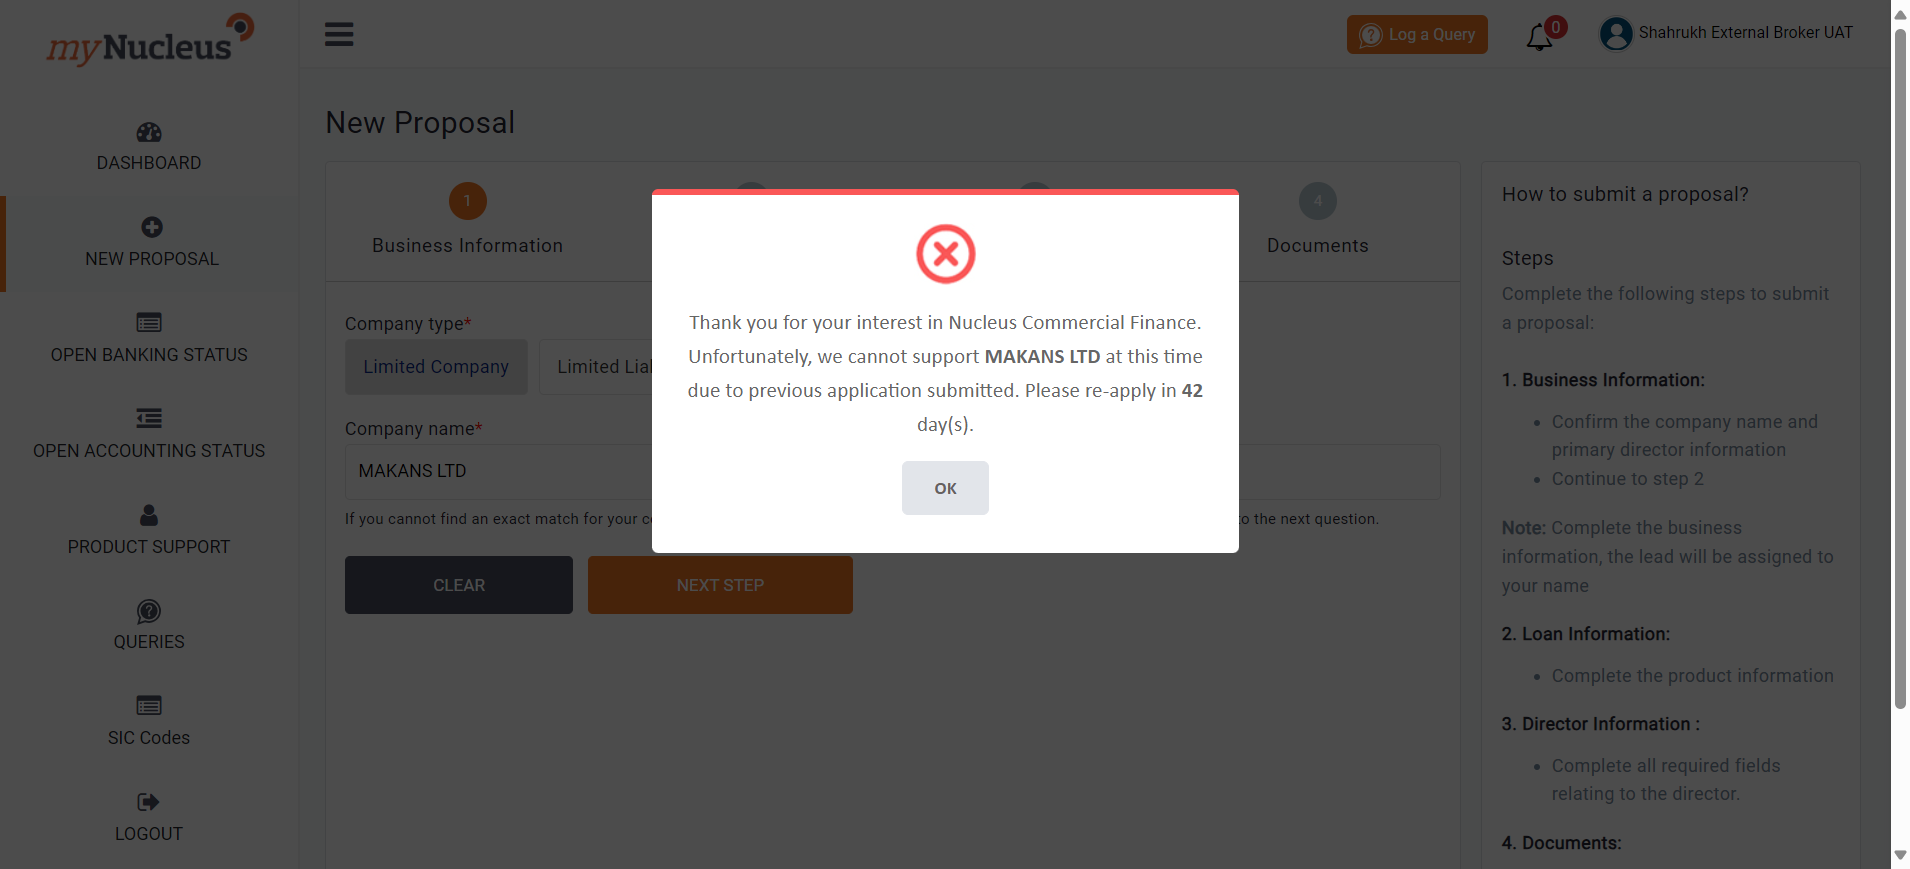 myNucleus
Log a Query
0
Shahrukh External Broker UAT
DASHBOARD
NEW PROPOSAL
OPEN BANKING STATUS
OPEN ACCOUNTING STATUS
PRODUCT SUPPORT
QUERIES
SIC Codes
LOGOUT
New Proposal
1
Business Information
4
Documents
Company type*
Limited Company
Limited Lia
Company name*
MAKANS LTD
If you cannot find an exact match for your c
to the next question.
CLEAR
NEXT STEP
Thank you for your interest in Nucleus Commercial Finance.
Unfortunately, we cannot support MAKANS LTD at this time
due to previous application submitted. Please re-apply in 42
day(s).
OK
How to submit a proposal?
Steps
Complete the following steps to submit
a proposal:
1. Business Information:
• Confirm the company name and
primary director information
• Continue to step 2
Note: Complete the business
information, the lead will be assigned to
your name
2. Loan Information:
• Complete the product information
3. Director Information :
• Complete all required fields
relating to the director.
4. Documents: